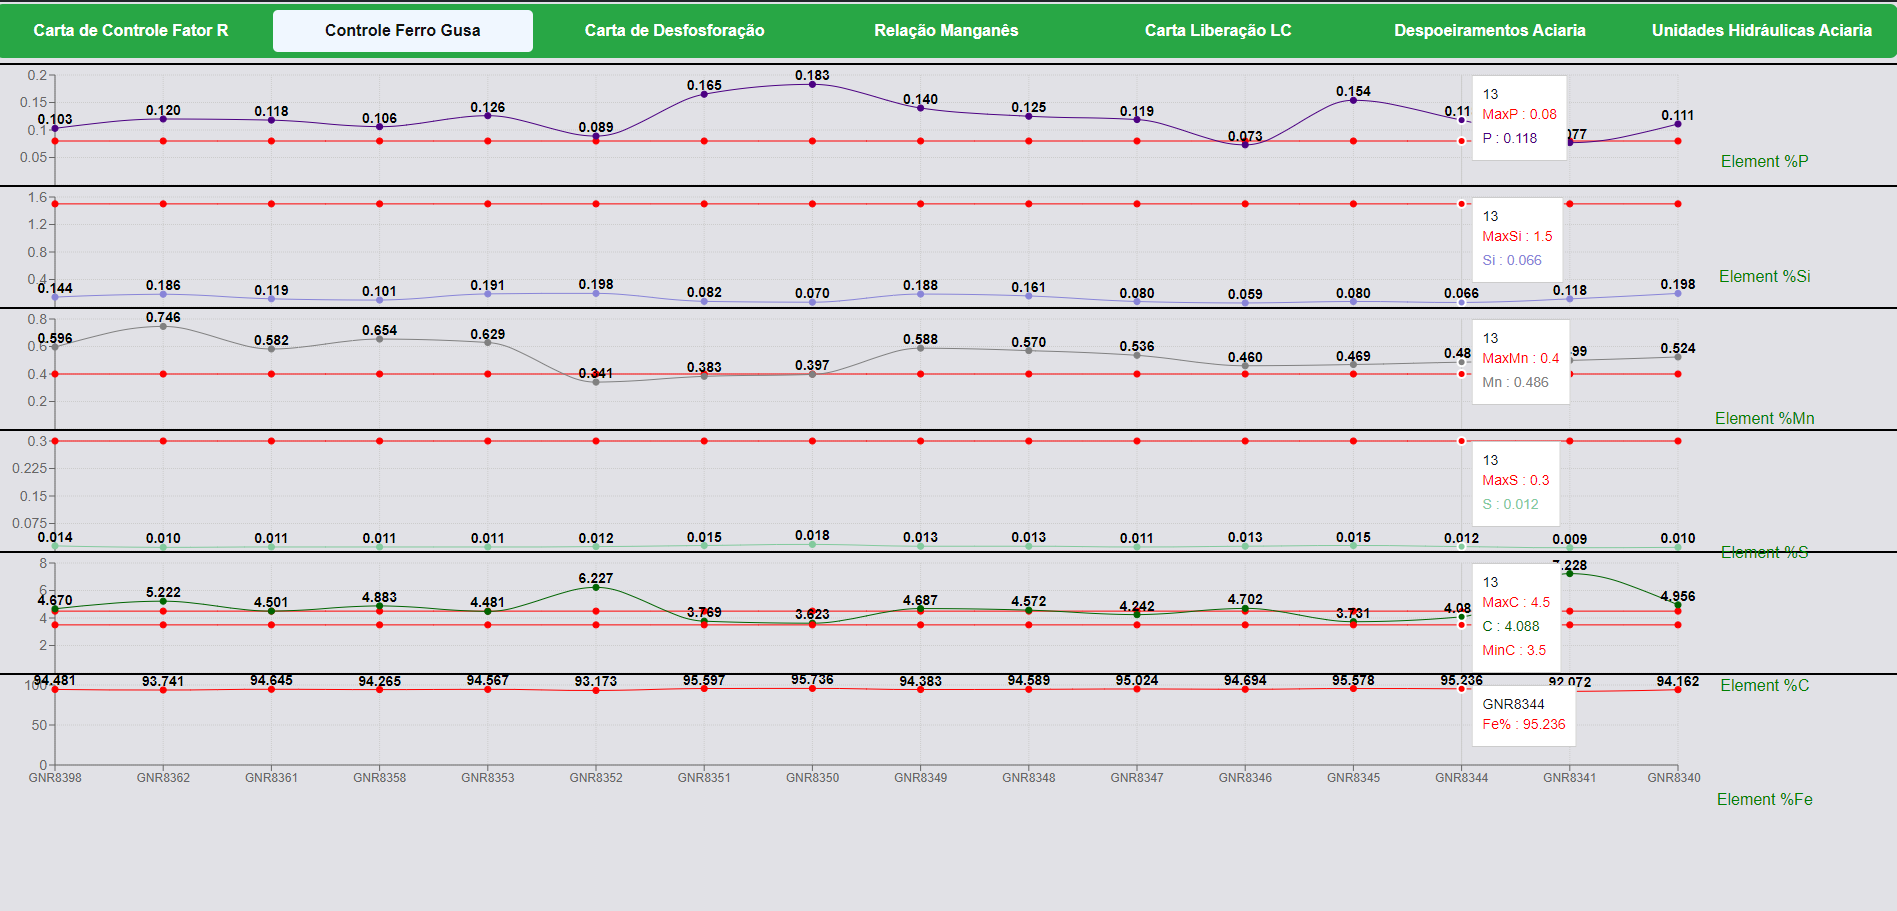 Carta de Controle Fator R
Controle Ferro Gusa
Carta de Desfosforação
Relação Manganês
Carta Liberação LC
Despoeiramentos Aciaria
Unidades Hidráulicas Aciaria
0.2
0.15
0.1
0.05
0.103 0.120 0.118 0.106 0.126 0.089 0.165 0.183 0.140 0.125 0.119 0.073 0.154 0.11 77 0.111
13
MaxP : 0.08
P : 0.118
Element %P
1.6
1.2
0.8
0.4
0.144 0.186 0.119 0.101 0.191 0.198 0.082 0.070 0.188 0.161 0.080 0.059 0.080 0.066 0.118 0.198
13
MaxSi : 1.5
Si : 0.066
Element %Si
0.8
0.6
0.4
0.2
0.596 0.746 0.582 0.654 0.629 0.341 0.383 0.397 0.588 0.570 0.536 0.460 0.469 0.48 99 0.524
13
MaxMn : 0.4
Mn : 0.486
Element %Mn
0.3
0.225
0.15
0.075
0.014 0.010 0.011 0.011 0.011 0.012 0.015 0.018 0.013 0.013 0.011 0.013 0.015 0.012 0.009 0.010
13
MaxS : 0.3
S : 0.012
Element %S
8
6
4
2
4.670 5.222 4.501 4.883 4.481 6.227 3.769 3.623 4.687 4.572 4.242 4.702 3.731 4.08 7.228 4.956
13
MaxC : 4.5
C : 4.088
MinC : 3.5
Element %C
100
50
0
94.481 93.741 94.645 94.265 94.567 93.173 95.597 95.736 94.383 94.589 95.024 94.694 95.578 95.236 92.072 94.162
GNR8344
Fe% : 95.236
GNR8398 GNR8362 GNR8361 GNR8358 GNR8353 GNR8352 GNR8351 GNR8350 GNR8349 GNR8348 GNR8347 GNR8346 GNR8345 GNR8344 GNR8341 GNR8340
Element %Fe